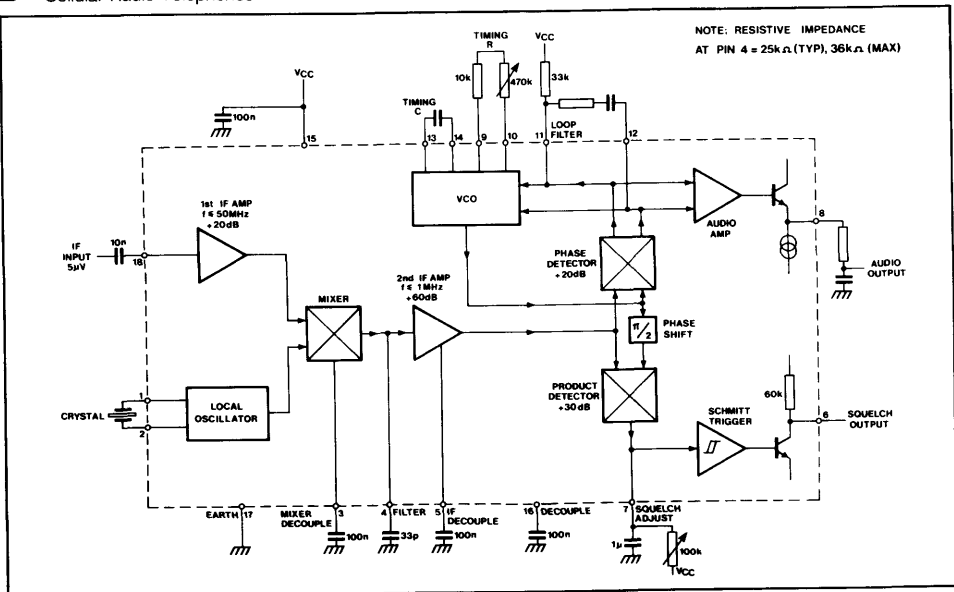 Cellular Radio Telephones
NOTE: RESISTIVE IMPEDANCE
AT PIN 4 = 25kΩ (TYP), 36kΩ (MAX)
TIMING
R
VCC
10k
470k
33k
VCC
100n
TIMING
C
13
14
9
10
11
LOOP
FILTER
12
15
VCO
1st IF AMP
f ≤ 50MHz
+20dB
AUDIO
AMP
8
IF
INPUT
5µV
10n
18
PHASE
DETECTOR
+20dB
AUDIO
OUTPUT
MIXER
2nd IF AMP
f ≤ 1MHz
+60dB
π/2
PHASE
SHIFT
LOCAL
OSCILLATOR
CRYSTAL
1
2
PRODUCT
DETECTOR
+30dB
SCHMITT
TRIGGER
60k
6
SQUELCH
OUTPUT
EARTH
17
MIXER
DECOUPLE
3
4
FILTER
5
IF
DECOUPLE
16
DECOUPLE
7
SQUELCH
ADJUST
100n
33p
100n
100n
1µ
100k
VCC